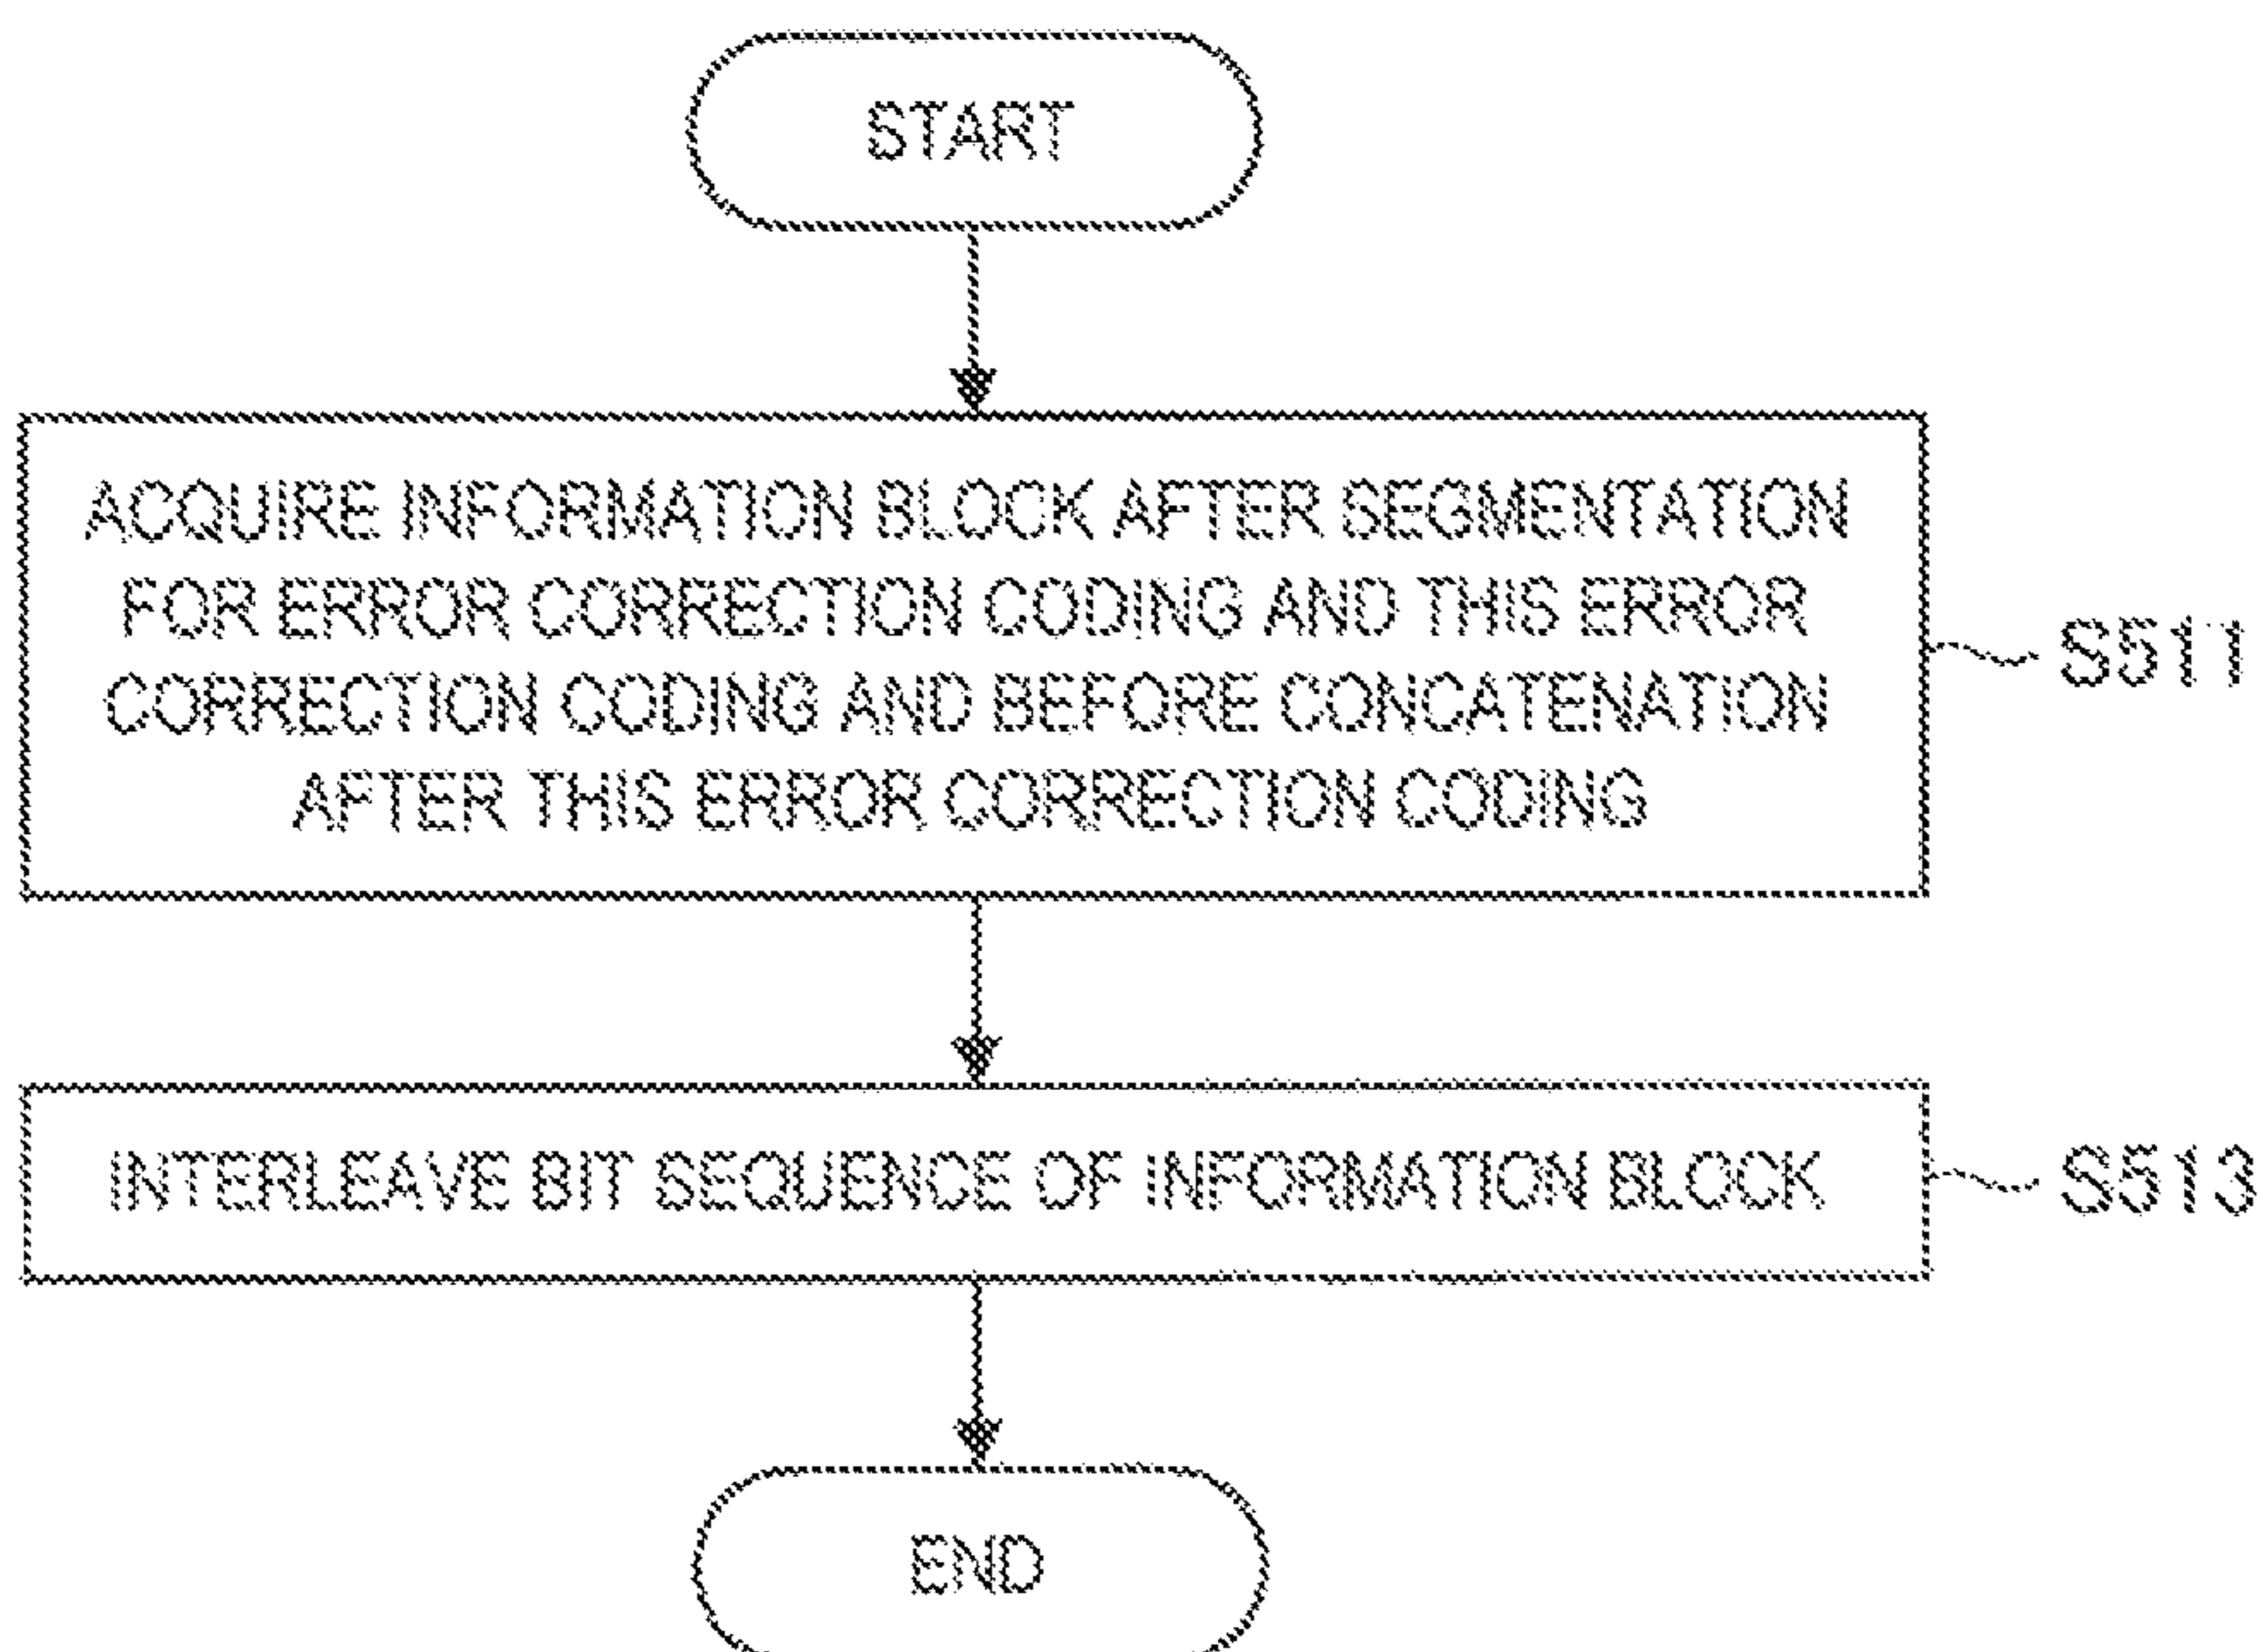 START
ACQUIRE INFORMATION BLOCK AFTER SEGMENTATION
FOR ERROR CORRECTION CODING AND THIS ERROR
CORRECTION CODING AND BEFORE CONCATENATION
AFTER THIS ERROR CORRECTION CODING
S511
INTERLEAVE BIT SEQUENCE OF INFORMATION BLOCK
S513
END